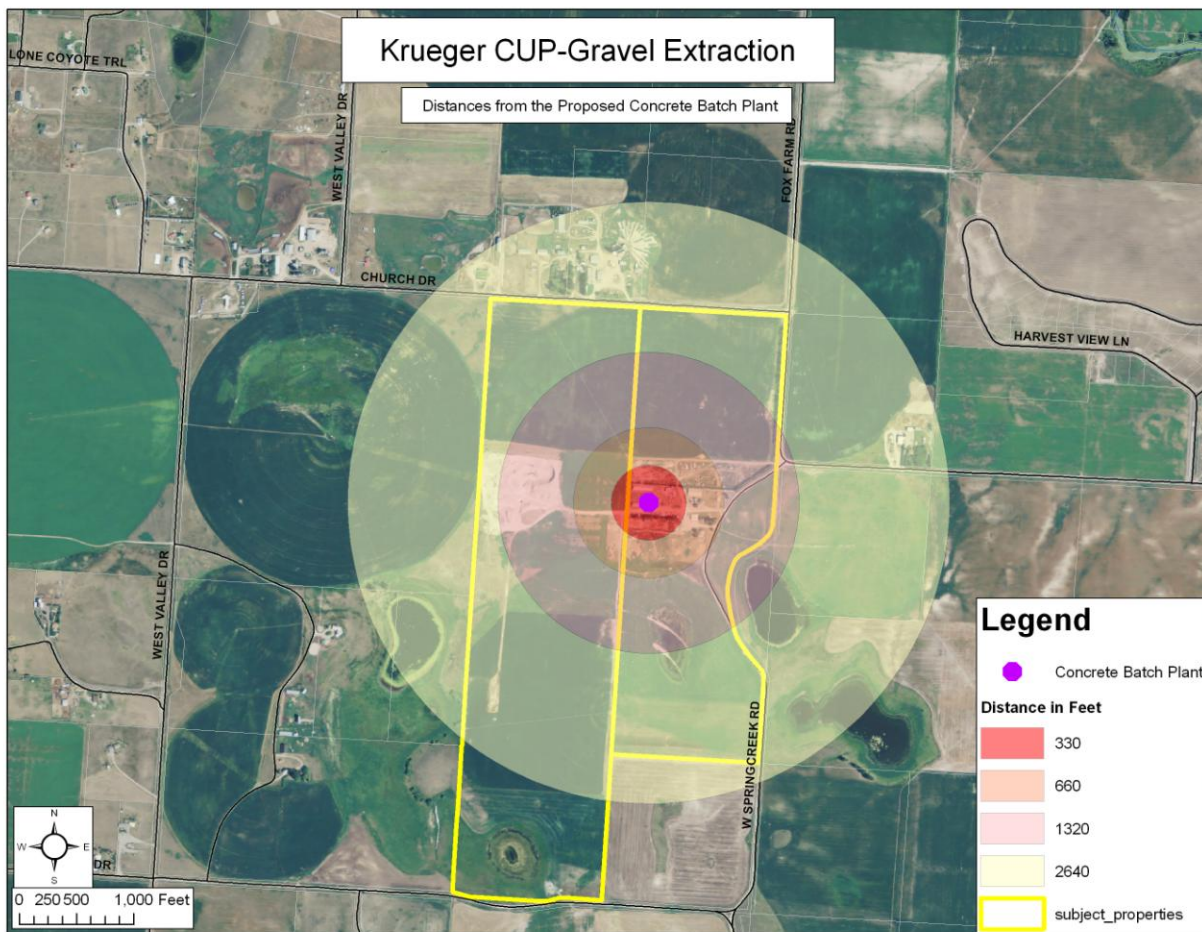 Krueger CUP-Gravel Extraction
Distances from the Proposed Concrete Batch Plant
LONE COYOTE TRL
WEST VALLEY DR
FOX FARM RD
CHURCH DR
HARVEST VIEW LN
WEST VALLEY DR
W SPRINGCREEK RD
DR
N
W E
S
0 250 500 1,000 Feet
Legend
Concrete Batch Plant
Distance in Feet
330
660
1320
2640
subject_properties